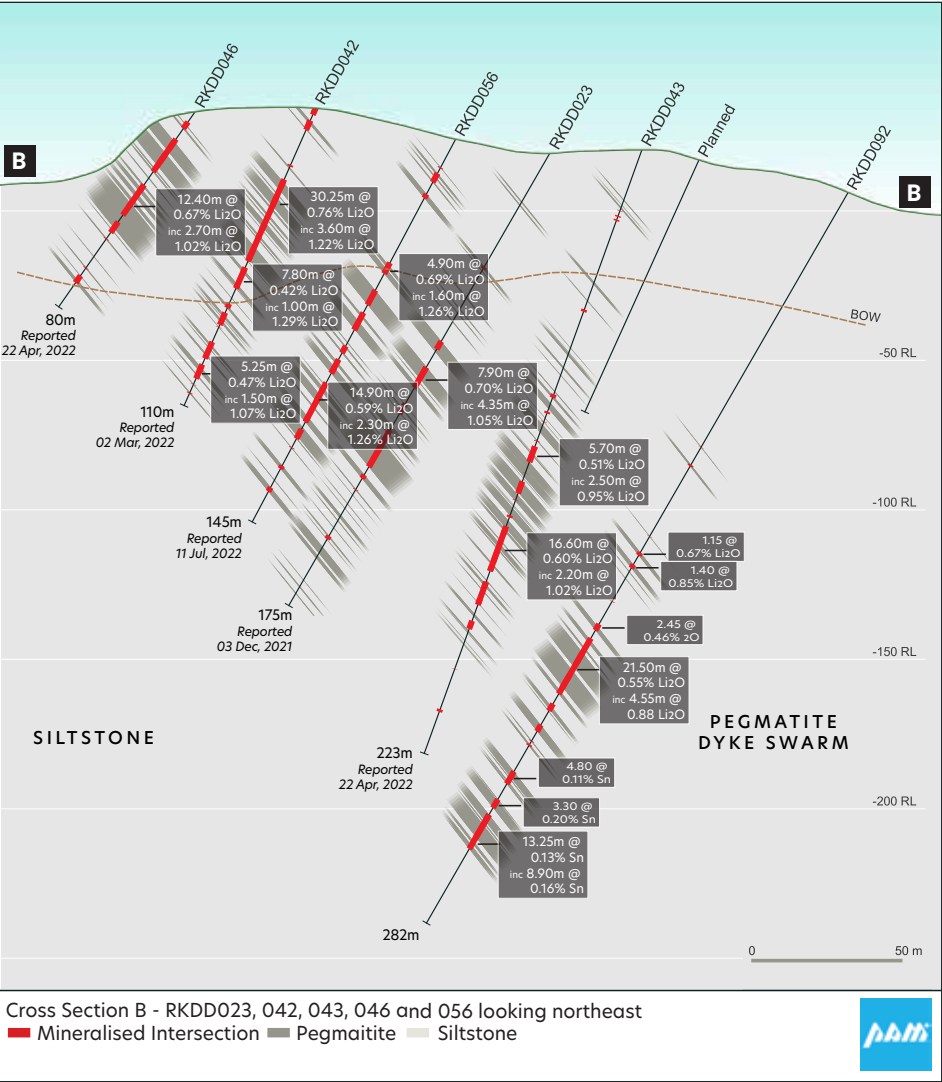 RKDD046
RKDD042
RKDD056
RKDD023
RKDD043
Planned
RKDD092
B
B
12.40m @
0.67% Li2O
inc 2.70m @
1.02% Li2O
30.25m @
0.76% Li2O
inc 3.60m @
1.22% Li2O
7.80m @
0.42% Li2O
inc 1.00m @
1.29% Li2O
4.90m @
0.69% Li2O
inc 1.60m @
1.26% Li2O
BOW
80m
Reported
22 Apr, 2022
-50 RL
5.25m @
0.47% Li2O
inc 1.50m @
1.07% Li2O
14.90m @
0.59% Li2O
inc 2.30m @
1.26% Li2O
7.90m @
0.70% Li2O
inc 4.35m @
1.05% Li2O
110m
Reported
02 Mar, 2022
5.70m @
0.51% Li2O
inc 2.50m @
0.95% Li2O
-100 RL
145m
Reported
11 Jul, 2022
16.60m @
0.60% Li2O
inc 2.20m @
1.02% Li2O
1.15 @
0.67% Li2O
1.40 @
0.85% Li2O
175m
Reported
03 Dec, 2021
2.45 @
0.46% 2O
-150 RL
21.50m @
0.55% Li2O
inc 4.55m @
0.88 Li2O
SILTSTONE
PEGMATITE
DYKE SWARM
223m
Reported
22 Apr, 2022
4.80 @
0.11% Sn
-200 RL
3.30 @
0.20% Sn
13.25m @
0.13% Sn
inc 8.90m @
0.16% Sn
282m
0 50 m
Cross Section B - RKDD023, 042, 043, 046 and 056 looking northeast
Mineralised Intersection Pegmaitite Siltstone
pam